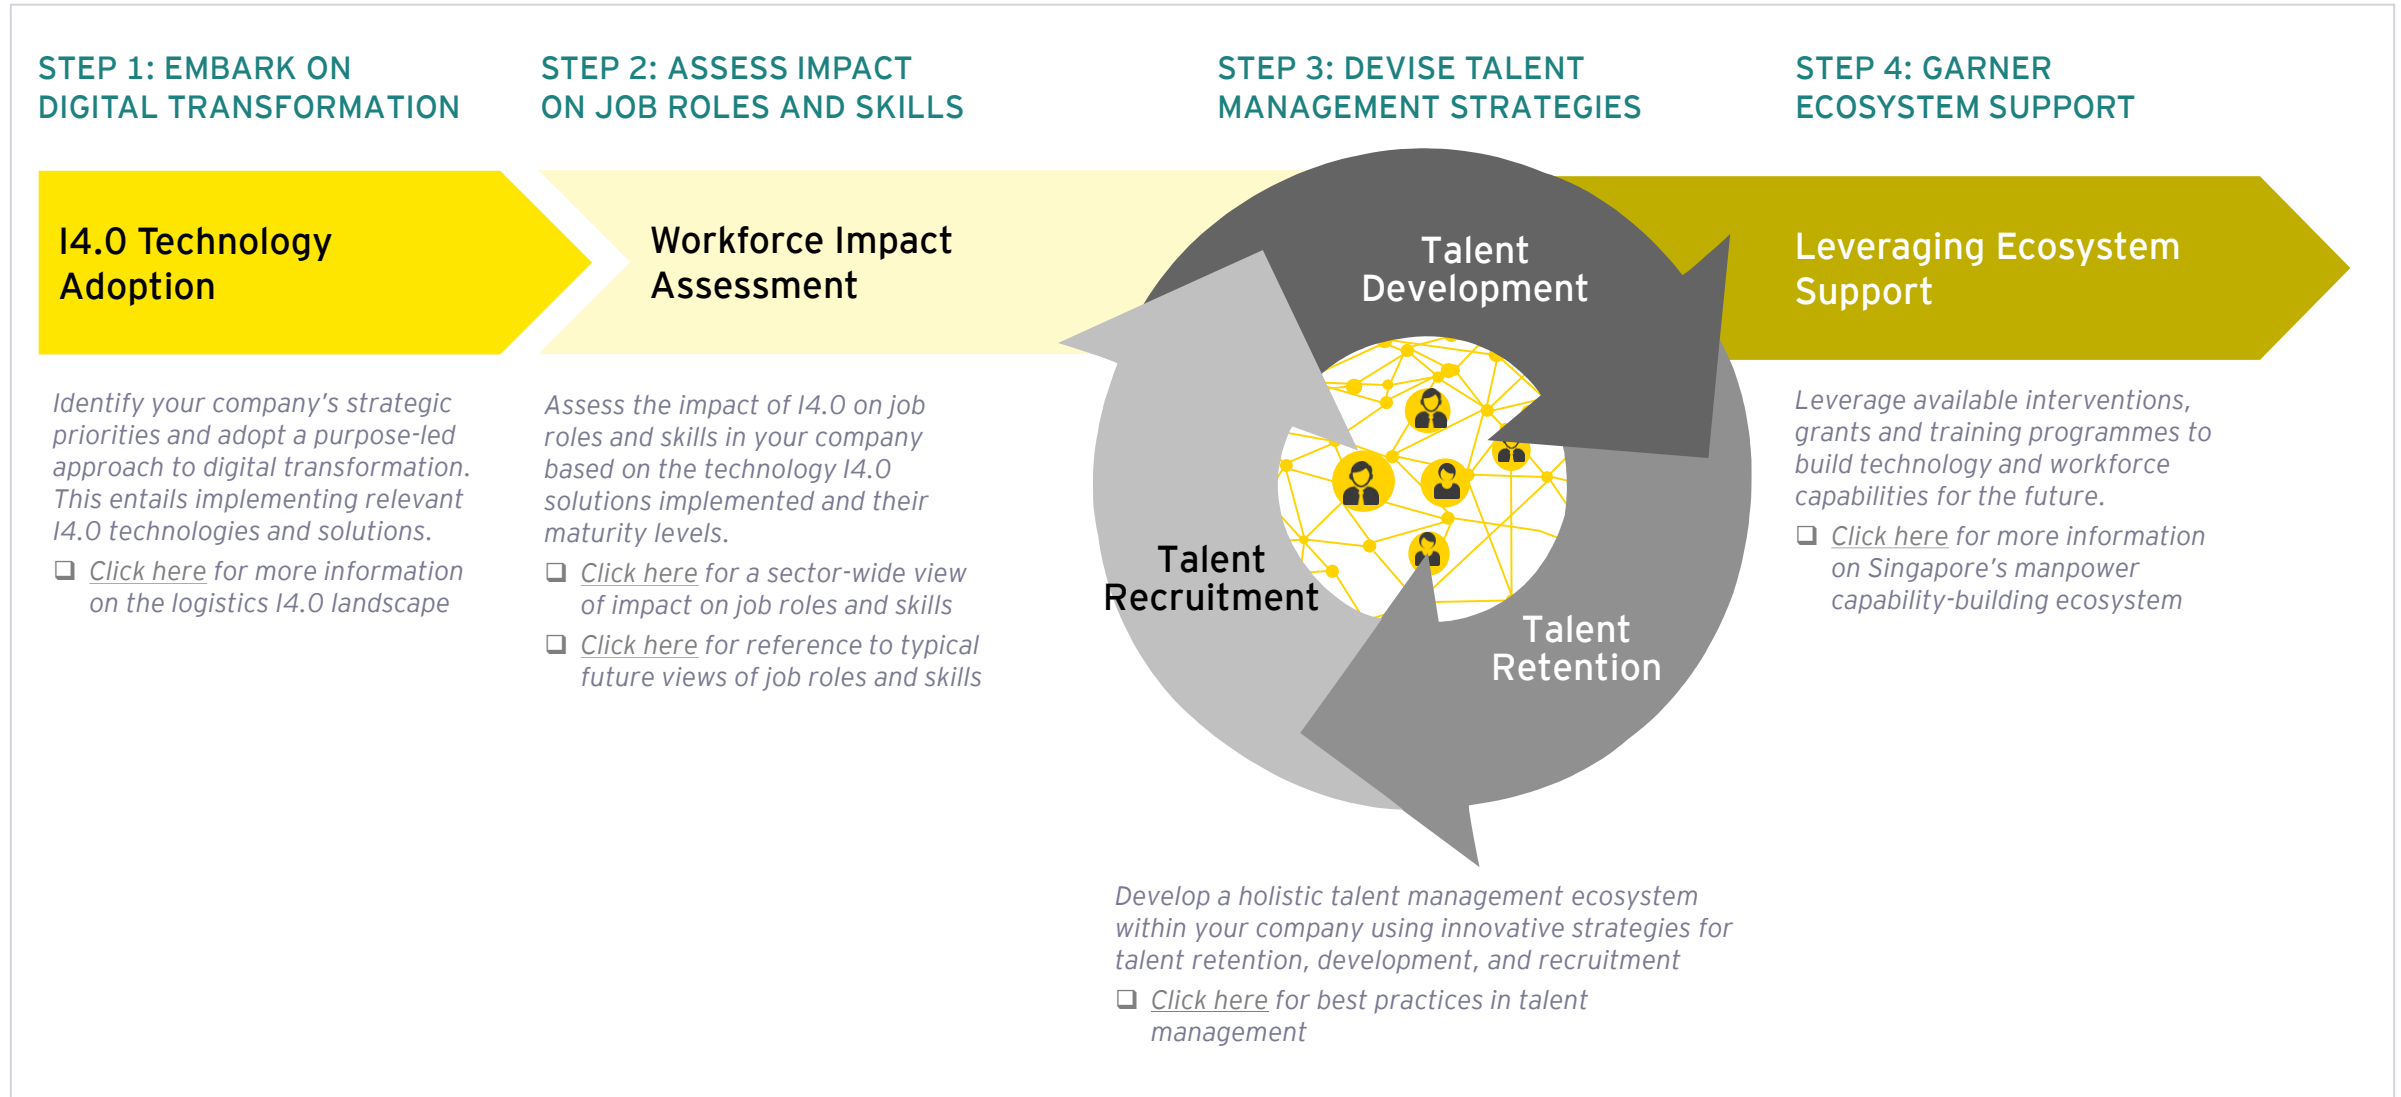 STEP 1: EMBARK ON
DIGITAL TRANSFORMATION
I4.0 Technology
Adoption
Identify your company's strategic
priorities and adopt a purpose-led
approach to digital transformation.
This entails implementing relevant
I4.0 technologies and solutions.
❑ Click here for more information
on the logistics I4.0 landscape
STEP 2: ASSESS IMPACT
ON JOB ROLES AND SKILLS
Workforce Impact
Assessment
Assess the impact of I4.0 on job
roles and skills in your company
based on the technology I4.0
solutions implemented and their
maturity levels.
❑ Click here for a sector-wide view
of impact on job roles and skills
❑ Click here for reference to typical
future views of job roles and skills
STEP 3: DEVISE TALENT
MANAGEMENT STRATEGIES
Talent
Development
Talent
Recruitment
Talent
Retention
Develop a holistic talent management ecosystem
within your company using innovative strategies for
talent retention, development, and recruitment
❑ Click here for best practices in talent
management
STEP 4: GARNER
ECOSYSTEM SUPPORT
Leveraging Ecosystem
Support
Leverage available interventions,
grants and training programmes to
build technology and workforce
capabilities for the future.
❑ Click here for more information
on Singapore's manpower
capability-building ecosystem